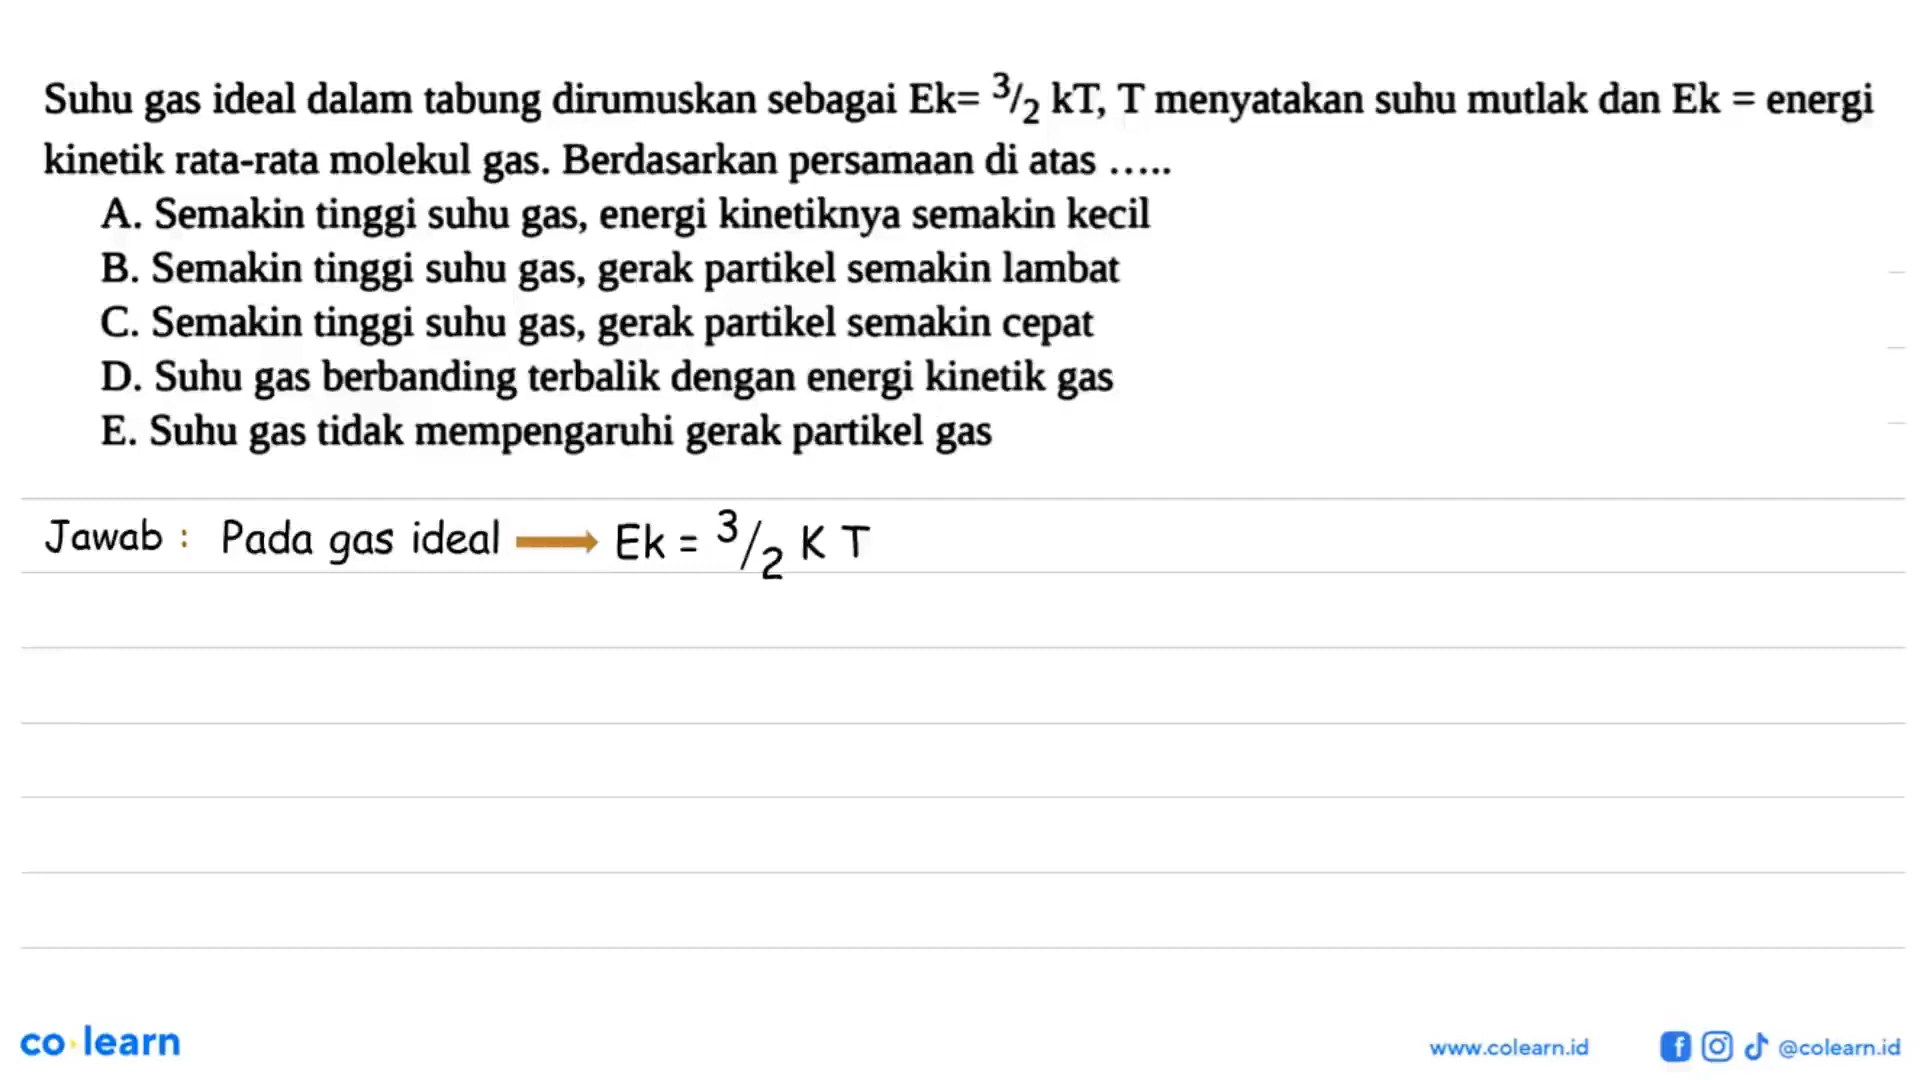 Suhu gas ideal dalam tabung dirumuskan sebagai Ek= 3/2 kT, T menyatakan suhu mutlak dan Ek = energi
kinetik rata-rata molekul gas. Berdasarkan persamaan di atas …..
A. Semakin tinggi suhu gas, energi kinetiknya semakin kecil
B. Semakin tinggi suhu gas, gerak partikel semakin lambat
C. Semakin tinggi suhu gas, gerak partikel semakin cepat
D. Suhu gas berbanding terbalik dengan energi kinetik gas
E. Suhu gas tidak mempengaruhi gerak partikel gas
Jawab : Pada gas ideal → Ek = 3/2 K T
co learn
www.colearn.id @colearn.id